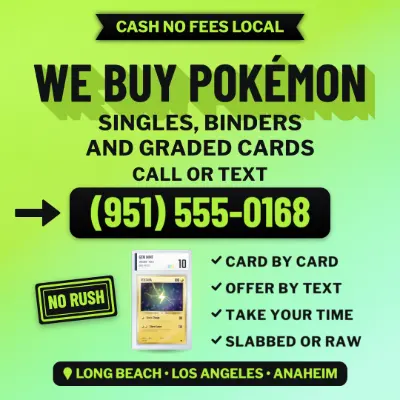 CASH NO FEES LOCAL
WE BUY POKÉMON
SINGLES, BINDERS
AND GRADED CARDS
CALL OR TEXT
(951) 555-0168
NO RUSH
GEM MINT
10
✓ CARD BY CARD
✓ OFFER BY TEXT
✓ TAKE YOUR TIME
✓ SLABBED OR RAW
LONG BEACH • LOS ANGELES • ANAHEIM